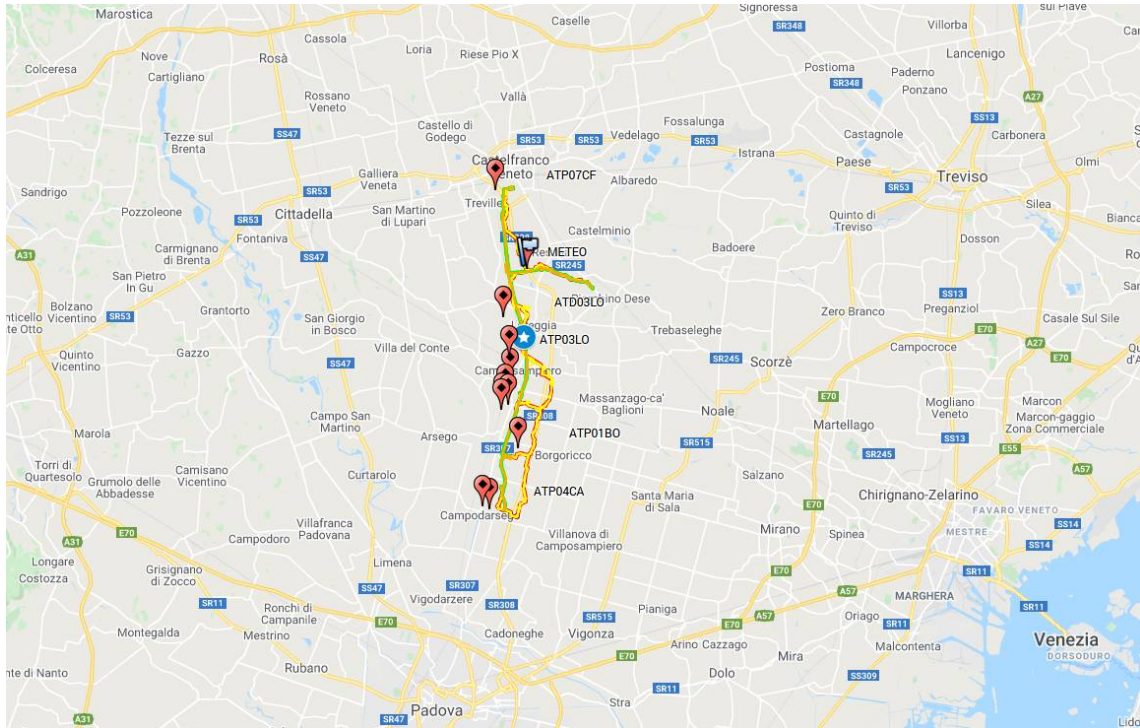 Marostica
Caselle
Signoressa
SR348
Villorba
Nove
Cassola
Loria
Riese Pio X
Rosà
Lancenigo
Colceresa
Cartigliano
Postioma
Paderno
SR348
Ponzano
A27
Rossano
Veneto
Vallà
SS47
SS13
Castello di
Godego
Fossalunga
Carbonera
Tezze sul
Brenta
SR53
SR53
Vedelago
Castagnole
Castelfranco
Veneto
Istrana
Paese
SR53
Olmi
Galliera
Veneta
ATP07CF
Albaredo
Treviso
Sandrigo
SR53
SR53
Treville
Pozzoleone
Cittadella
San Martino
di Lupari
Silea
Quinto di
Treviso
Fontaniva
Castelminio
Dosson
A31
Carmignano
di Brenta
SS47
METEO
Badoere
SR245
San Pietro
In Gu
SS13
Bolzano
Vicentino
Grantorto
ATD03LO
Preganziol
A27
SR53
San Giorgio
in Bosco
Zero Branco
Trebaseleghe
E70
Casale Sul Sile
ATP03LO
Quinto
Vicentino
Gazzo
Villa del Conte
SR245
Scorzè
Campocroce
E70
Camposampiero
E70
Massanzago-ca'
Baglioni
Mogliano
Veneto
Marcon
Marcon-gaggio
Zona Commerciale
Campo San
Martino
Noale
Marola
Arsego
ATP01BO
Martellago
SS13
SR515
E55
SR307
SR245
A57
Torri di
Quartesolo
Camisano
Vicentino
Borgoricco
Curtarolo
Salzano
Grumolo delle
Abbadesse
ATP04CA
Santa Maria
di Sala
Chirignano-Zelarino
Campodarsego
FAVARO VENETO
A31
E70
Villafranca
Padovana
Mirano
Spinea
MESTRE
SS14
Campodoro
Villanova di
Camposampiero
SS14
Longare
Costozza
Limena
E70
Grisignano
di Zocco
SR307
SS47
A57
SR11
Vigodarzere
SR308
SR515
Pianiga
MARGHERA
SR11
SR11
Ronchi di
Campanile
E70
A57
Oriago
Montegalda
Cadoneghe
Vigonza
E70
SR11
Mestrino
Arino Cazzago
Malcontenta
Venezia
E70
Mira
DORSODURO
Rubano
Dolo
SS309
Stra
SR11
A31
SR47
Padova